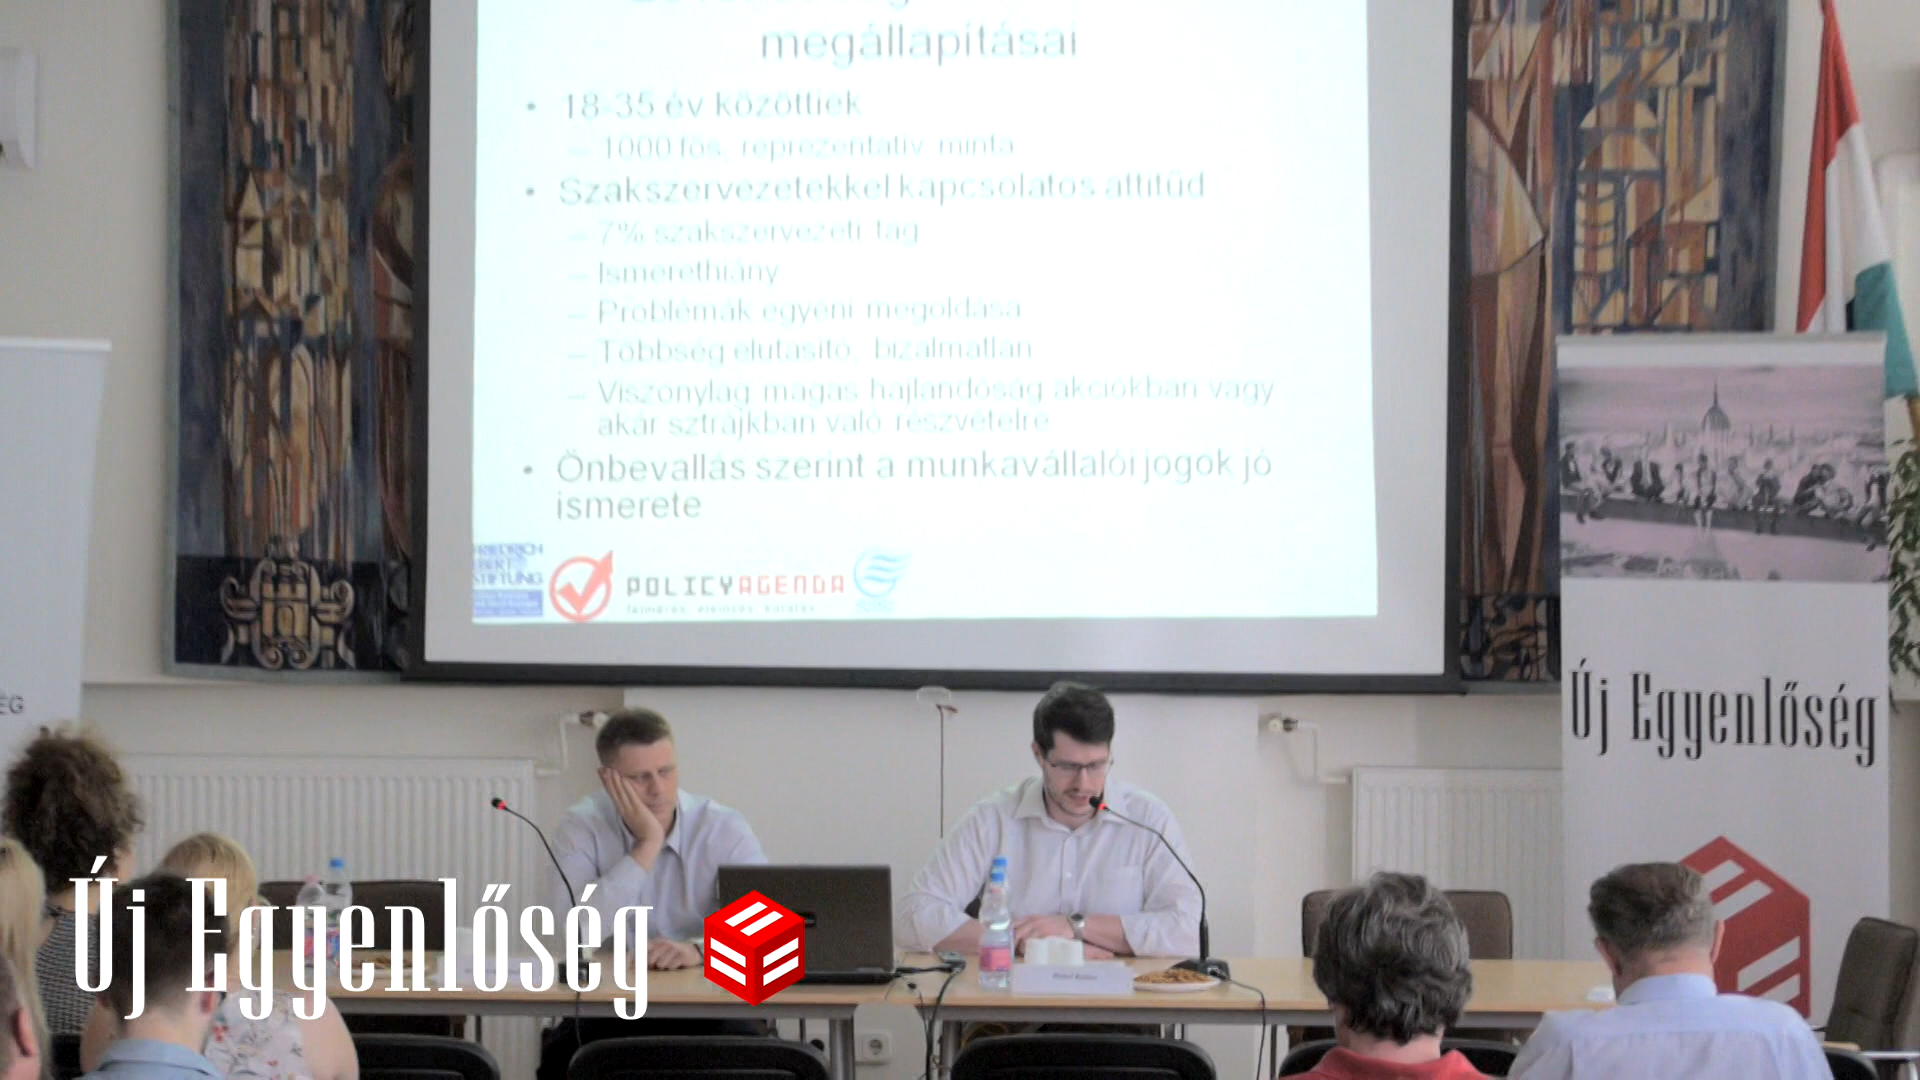 megállapításai
• 18-35 év közöttiek
– 1000 fős, reprezentatív minta
• Szakszervezetekkel kapcsolatos attitűd
– 7% szakszervezeti tag
– Ismerethiány
– Problémák egyéni megoldása
– Többség elutasító, bizalmatlan
– Viszonylag magas hajlandóság akciókban vagy
akár sztrájkban való részvételre
• Önbevallás szerint a munkavállalói jogok jó
ismerete
STIFTUNG
POLICYAGENDA
Új Egyenlőség
Új Egyenlőség